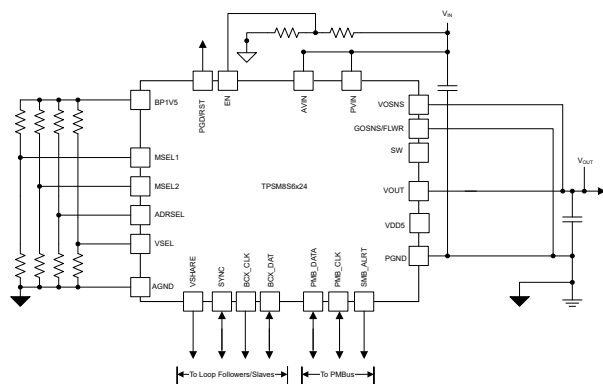 VIN
PGD/RST
EN
AVIN
PVIN
BP1V5
MSEL1
MSEL2
ADRSEL
VSEL
AGND
TPSM8S6x24
VOSNS
GOSNS/FLWR
SW
VOUT
VDD5
PGND
VOUT
VSHARE
SYNC
BCX_CLK
BCX_DAT
PMB_DATA
PMB_CLK
SMB_ALRT
To Loop Followers/Slaves
To PMBus